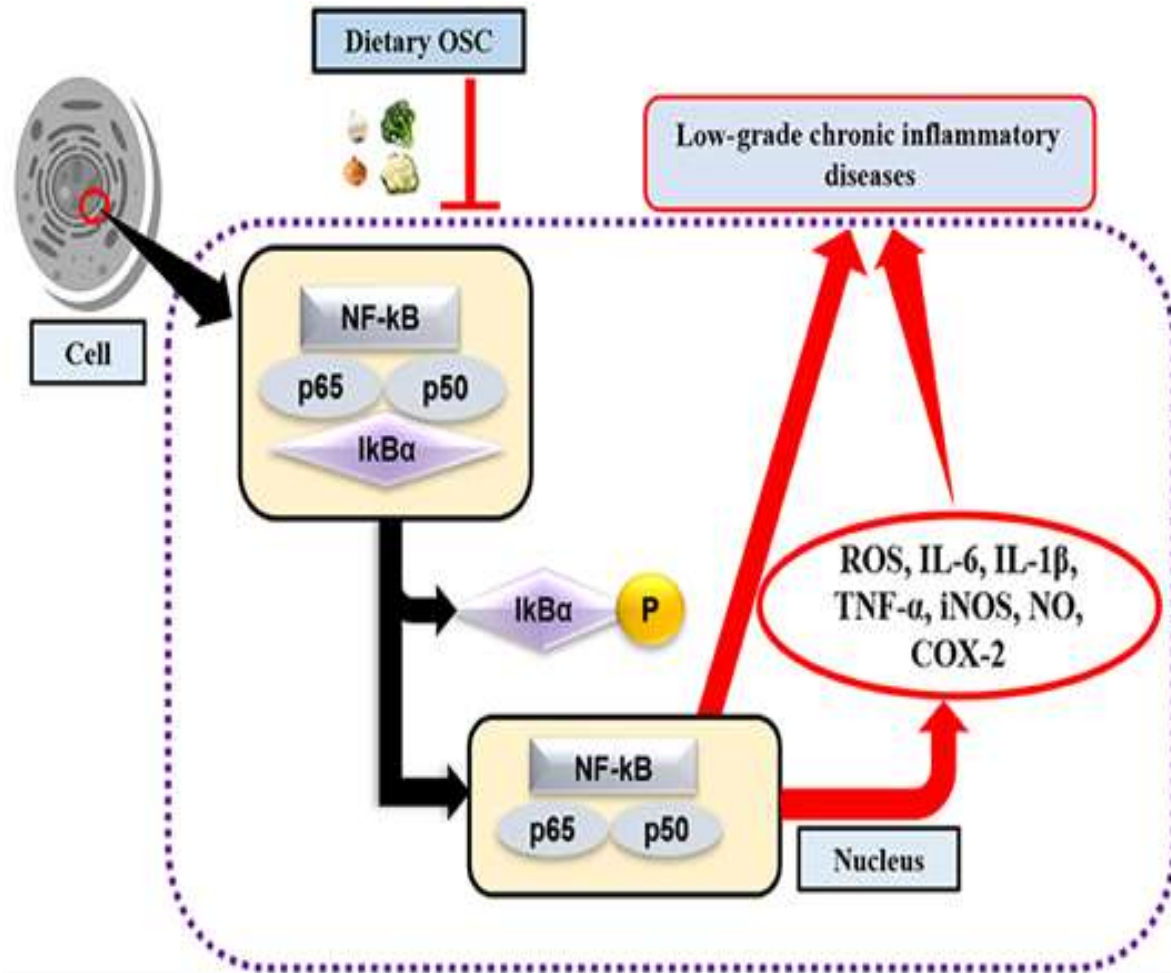 Dietary OSC
Low-grade chronic inflammatory
diseases
Cell
NF-kB
p65
p50
IkBα
IkBα
P
ROS, IL-6, IL-1β,
TNF-α, iNOS, NO,
COX-2
NF-kB
p65
p50
Nucleus